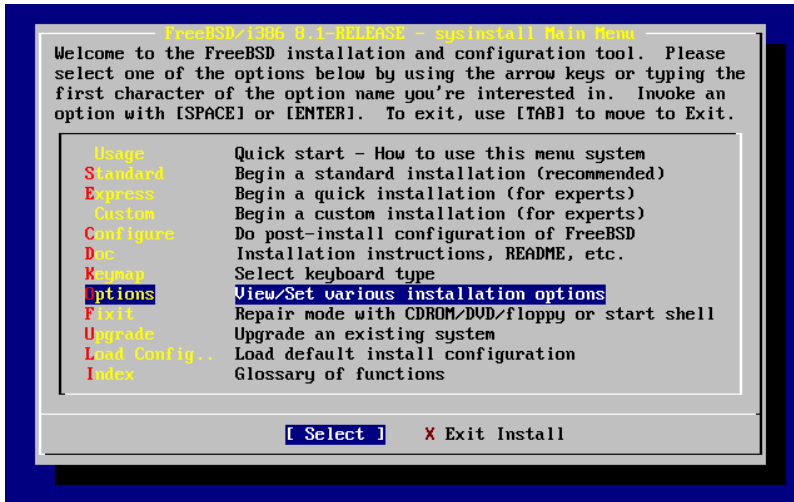 FreeBSD/i386 8.1-RELEASE - sysinstall Main Menu
Welcome to the FreeBSD installation and configuration tool.  Please
select one of the options below by using the arrow keys or typing the
first character of the option name you're interested in.  Invoke an
option with [SPACE] or [ENTER].  To exit, use [TAB] to move to Exit.
Usage Quick start - How to use this menu system
Standard Begin a standard installation (recommended)
Express Begin a quick installation (for experts)
Custom Begin a custom installation (for experts)
Configure Do post-install configuration of FreeBSD
Doc Installation instructions, README, etc.
Keymap Select keyboard type
Options View/Set various installation options
Fixit Repair mode with CDROM/DVD/floppy or start shell
Upgrade Upgrade an existing system
Load Config.. Load default install configuration
Index Glossary of functions
[ Select ] X Exit Install